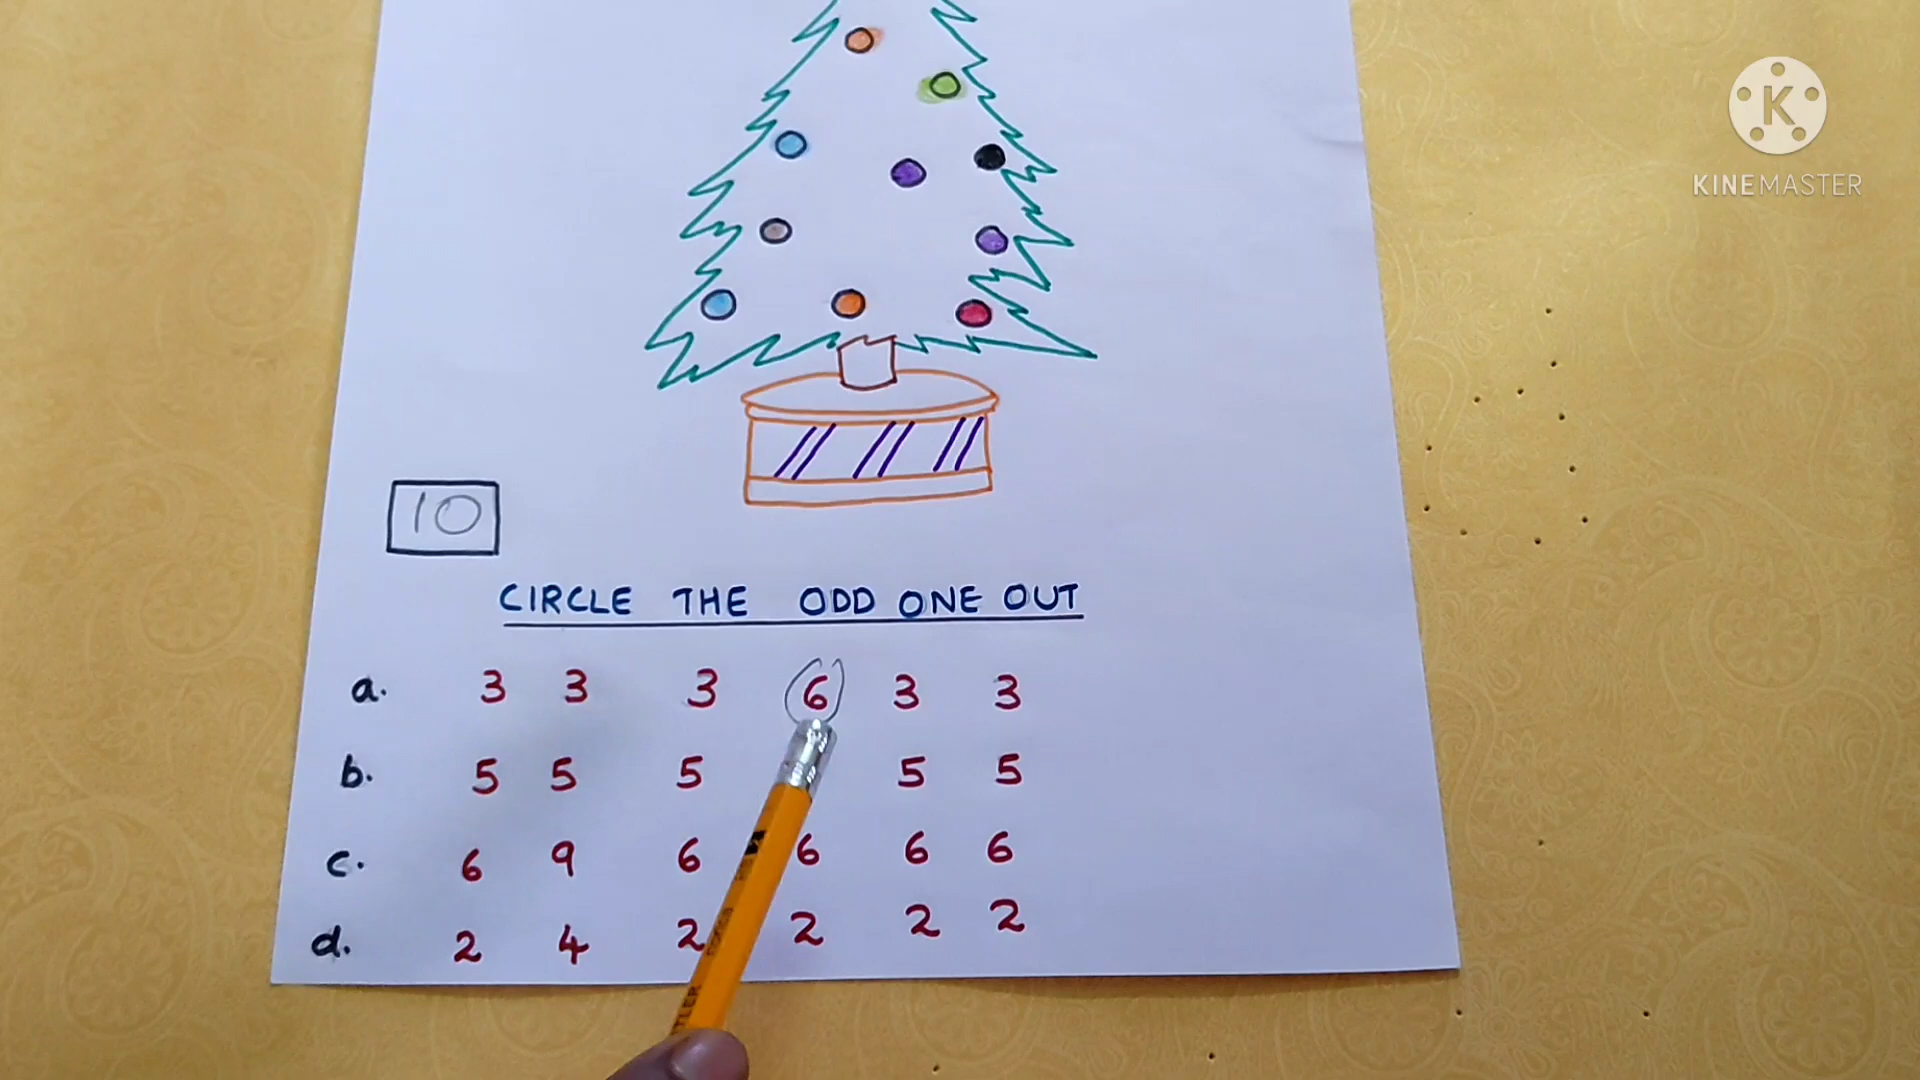 K
KINEMASTER
10
CIRCLE THE ODD ONE OUT
a. 3 3 3 6 3 3
b. 5 5 5 5 5
c. 6 9 6 6 6 6
d. 2 4 2 2 2 2